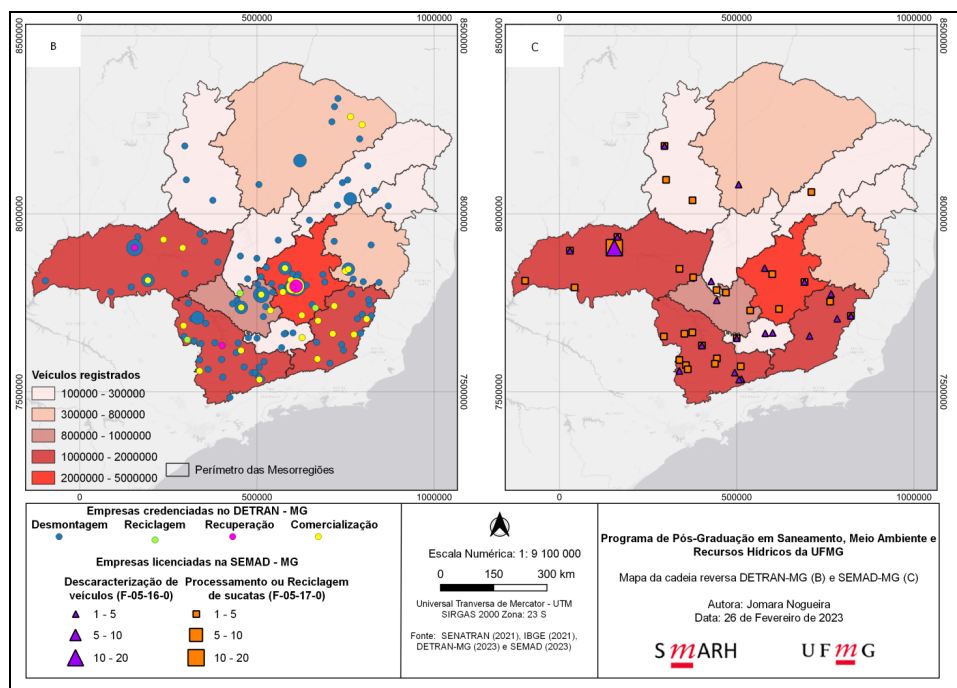 0
500000
1000000
0
500000
1000000
8500000
8500000
B
C
8000000
8000000
7500000
7500000
Veículos registrados
100000 - 300000
300000 - 800000
800000 - 1000000
1000000 - 2000000
2000000 - 5000000
Perímetro das Mesorregiões
0
500000
1000000
0
500000
1000000
Empresas credenciadas no DETRAN - MG
Desmontagem Reciclagem Recuperação Comercialização
Empresas licenciadas na SEMAD - MG
Descaracterização de
veículos (F-05-16-0)
1 - 5
5 - 10
10 - 20
Processamento ou Reciclagem
de sucatas (F-05-17-0)
1 - 5
5 - 10
10 - 20
Escala Numérica: 1: 9 100 000
0 150 300 km
Universal Tranversa de Mercator - UTM
SIRGAS 2000 Zona: 23 S
Fonte: SENATRAN (2021), IBGE (2021),
DETRAN-MG (2023) e SEMAD (2023)
Programa de Pós-Graduação em Saneamento, Meio Ambiente e
Recursos Hídricos da UFMG
Mapa da cadeia reversa DETRAN-MG (B) e SEMAD-MG (C)
Autora: Jomara Nogueira
Data: 26 de Fevereiro de 2023
SmARH
UFmG